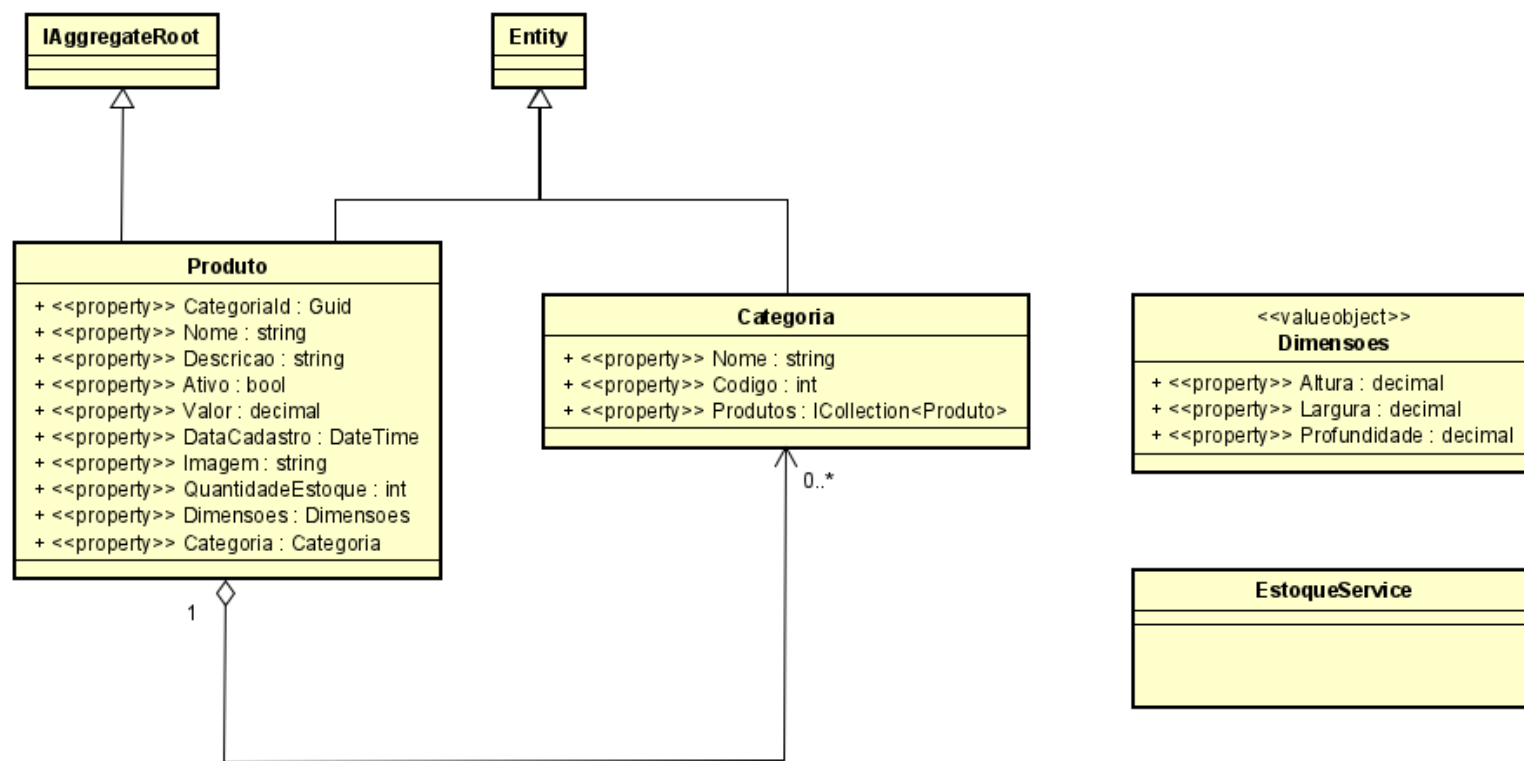 IAggregateRoot
Entity
Produto
+ <<property>> CategoriaId : Guid
+ <<property>> Nome : string
+ <<property>> Descricao : string
+ <<property>> Ativo : bool
+ <<property>> Valor : decimal
+ <<property>> DataCadastro : DateTime
+ <<property>> Imagem : string
+ <<property>> QuantidadeEstoque : int
+ <<property>> Dimensoes : Dimensoes
+ <<property>> Categoria : Categoria
1
Categoria
+ <<property>> Nome : string
+ <<property>> Codigo : int
+ <<property>> Produtos : ICollection<Produto>
0..*
<<valueobject>>
Dimensoes
+ <<property>> Altura : decimal
+ <<property>> Largura : decimal
+ <<property>> Profundidade : decimal
EstoqueService